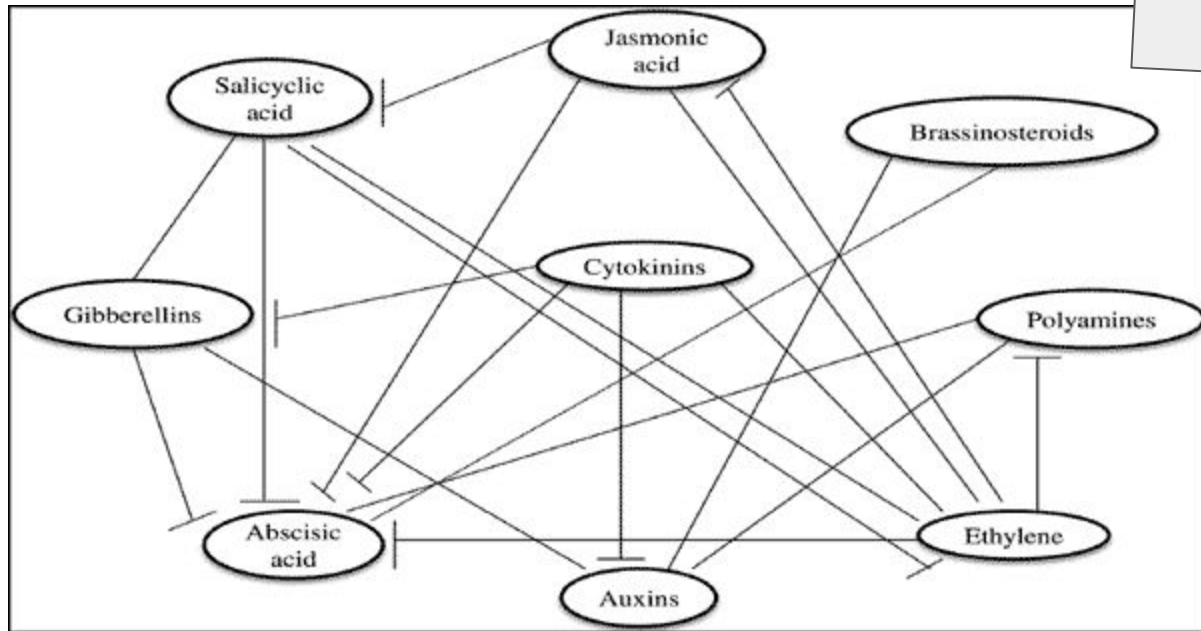 Jasmonic
acid
Salicyclic
acid
Brassinosteroids
Cytokinins
Gibberellins
Polyamines
Abscisic
acid
Ethylene
Auxins